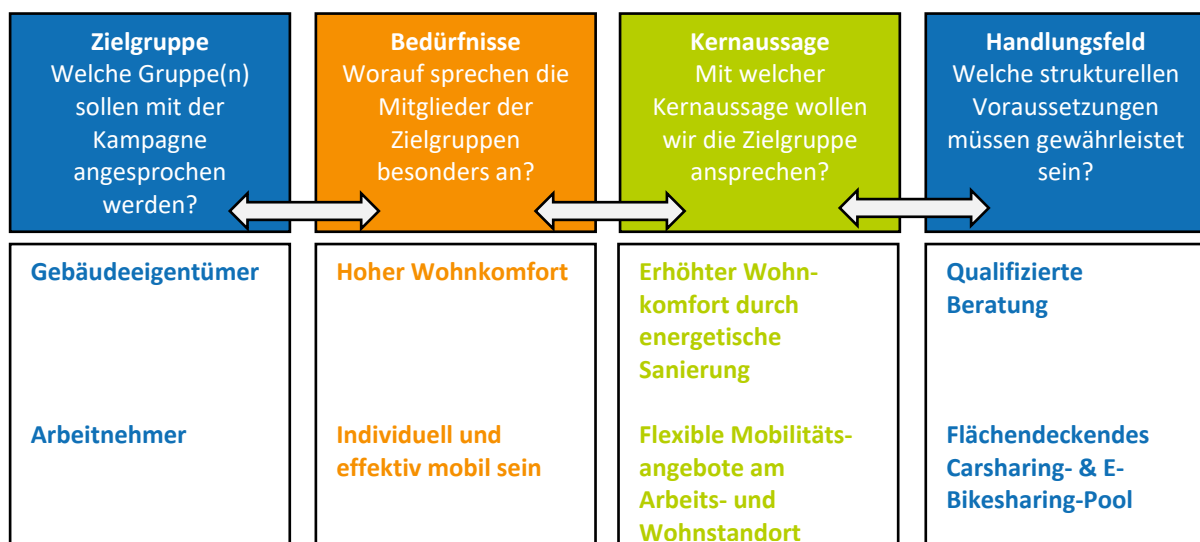 Zielgruppe
Welche Gruppe(n)
sollen mit der
Kampagne
angesprochen
werden?
Bedürfnisse
Worauf sprechen die
Mitglieder der
Zielgruppen
besonders an?
Kernaussage
Mit welcher
Kernaussage wollen
wir die Zielgruppe
ansprechen?
Handlungsfeld
Welche strukturellen
Voraussetzungen
müssen gewährleistet
sein?
Gebäudeeigentümer
Hoher Wohnkomfort
Erhöhter Wohn-
komfort durch
energetische
Sanierung
Qualifizierte
Beratung
Arbeitnehmer
Individuell und
effektiv mobil sein
Flexible Mobilitäts-
angebote am
Arbeits- und
Wohnstandort
Flächendeckendes
Carsharing- & E-
Bikesharing-Pool